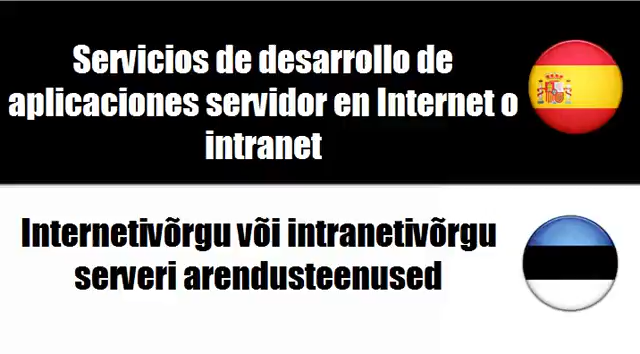 Servicios de desarrollo de
aplicaciones servidor en Internet o
intranet
Internetivõrgu või intranetivõrgu
serveri arendusteenused